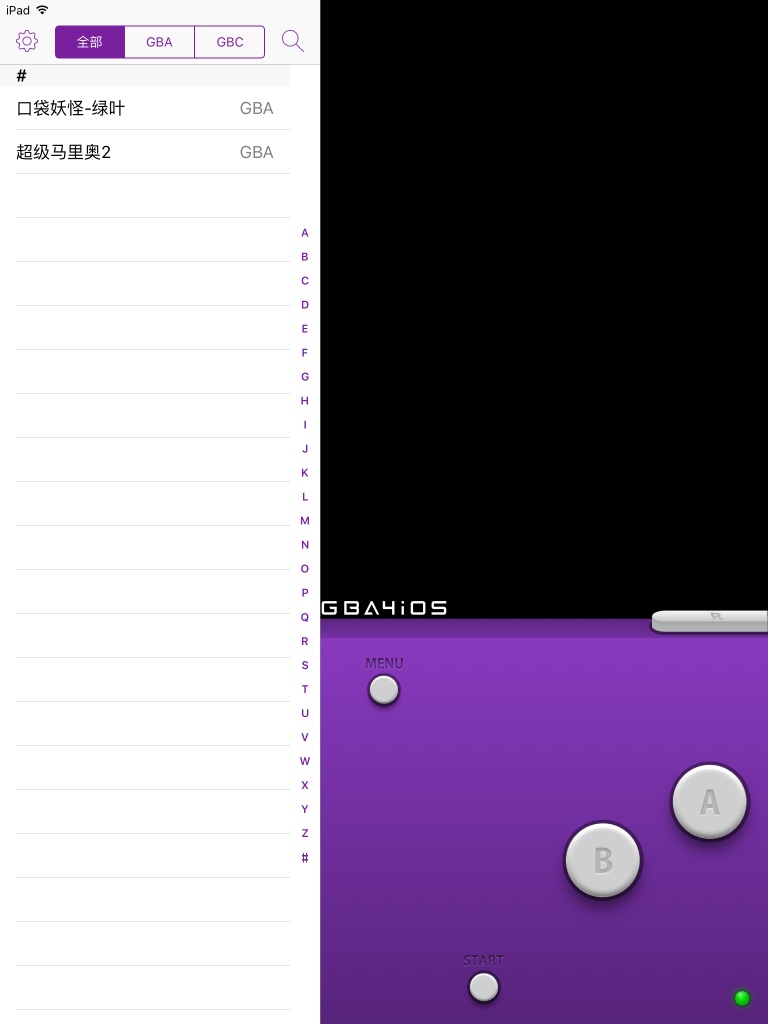 iPad
全部 GBA GBC
#
口袋妖怪-绿叶 GBA
超级马里奥2 GBA
A
B
C
D
E
F
G
H
I
J
K
L
M
N
O
P
Q
R
S
T
U
V
W
X
Y
Z
#
GBA4iOS
R
MENU
A
B
START